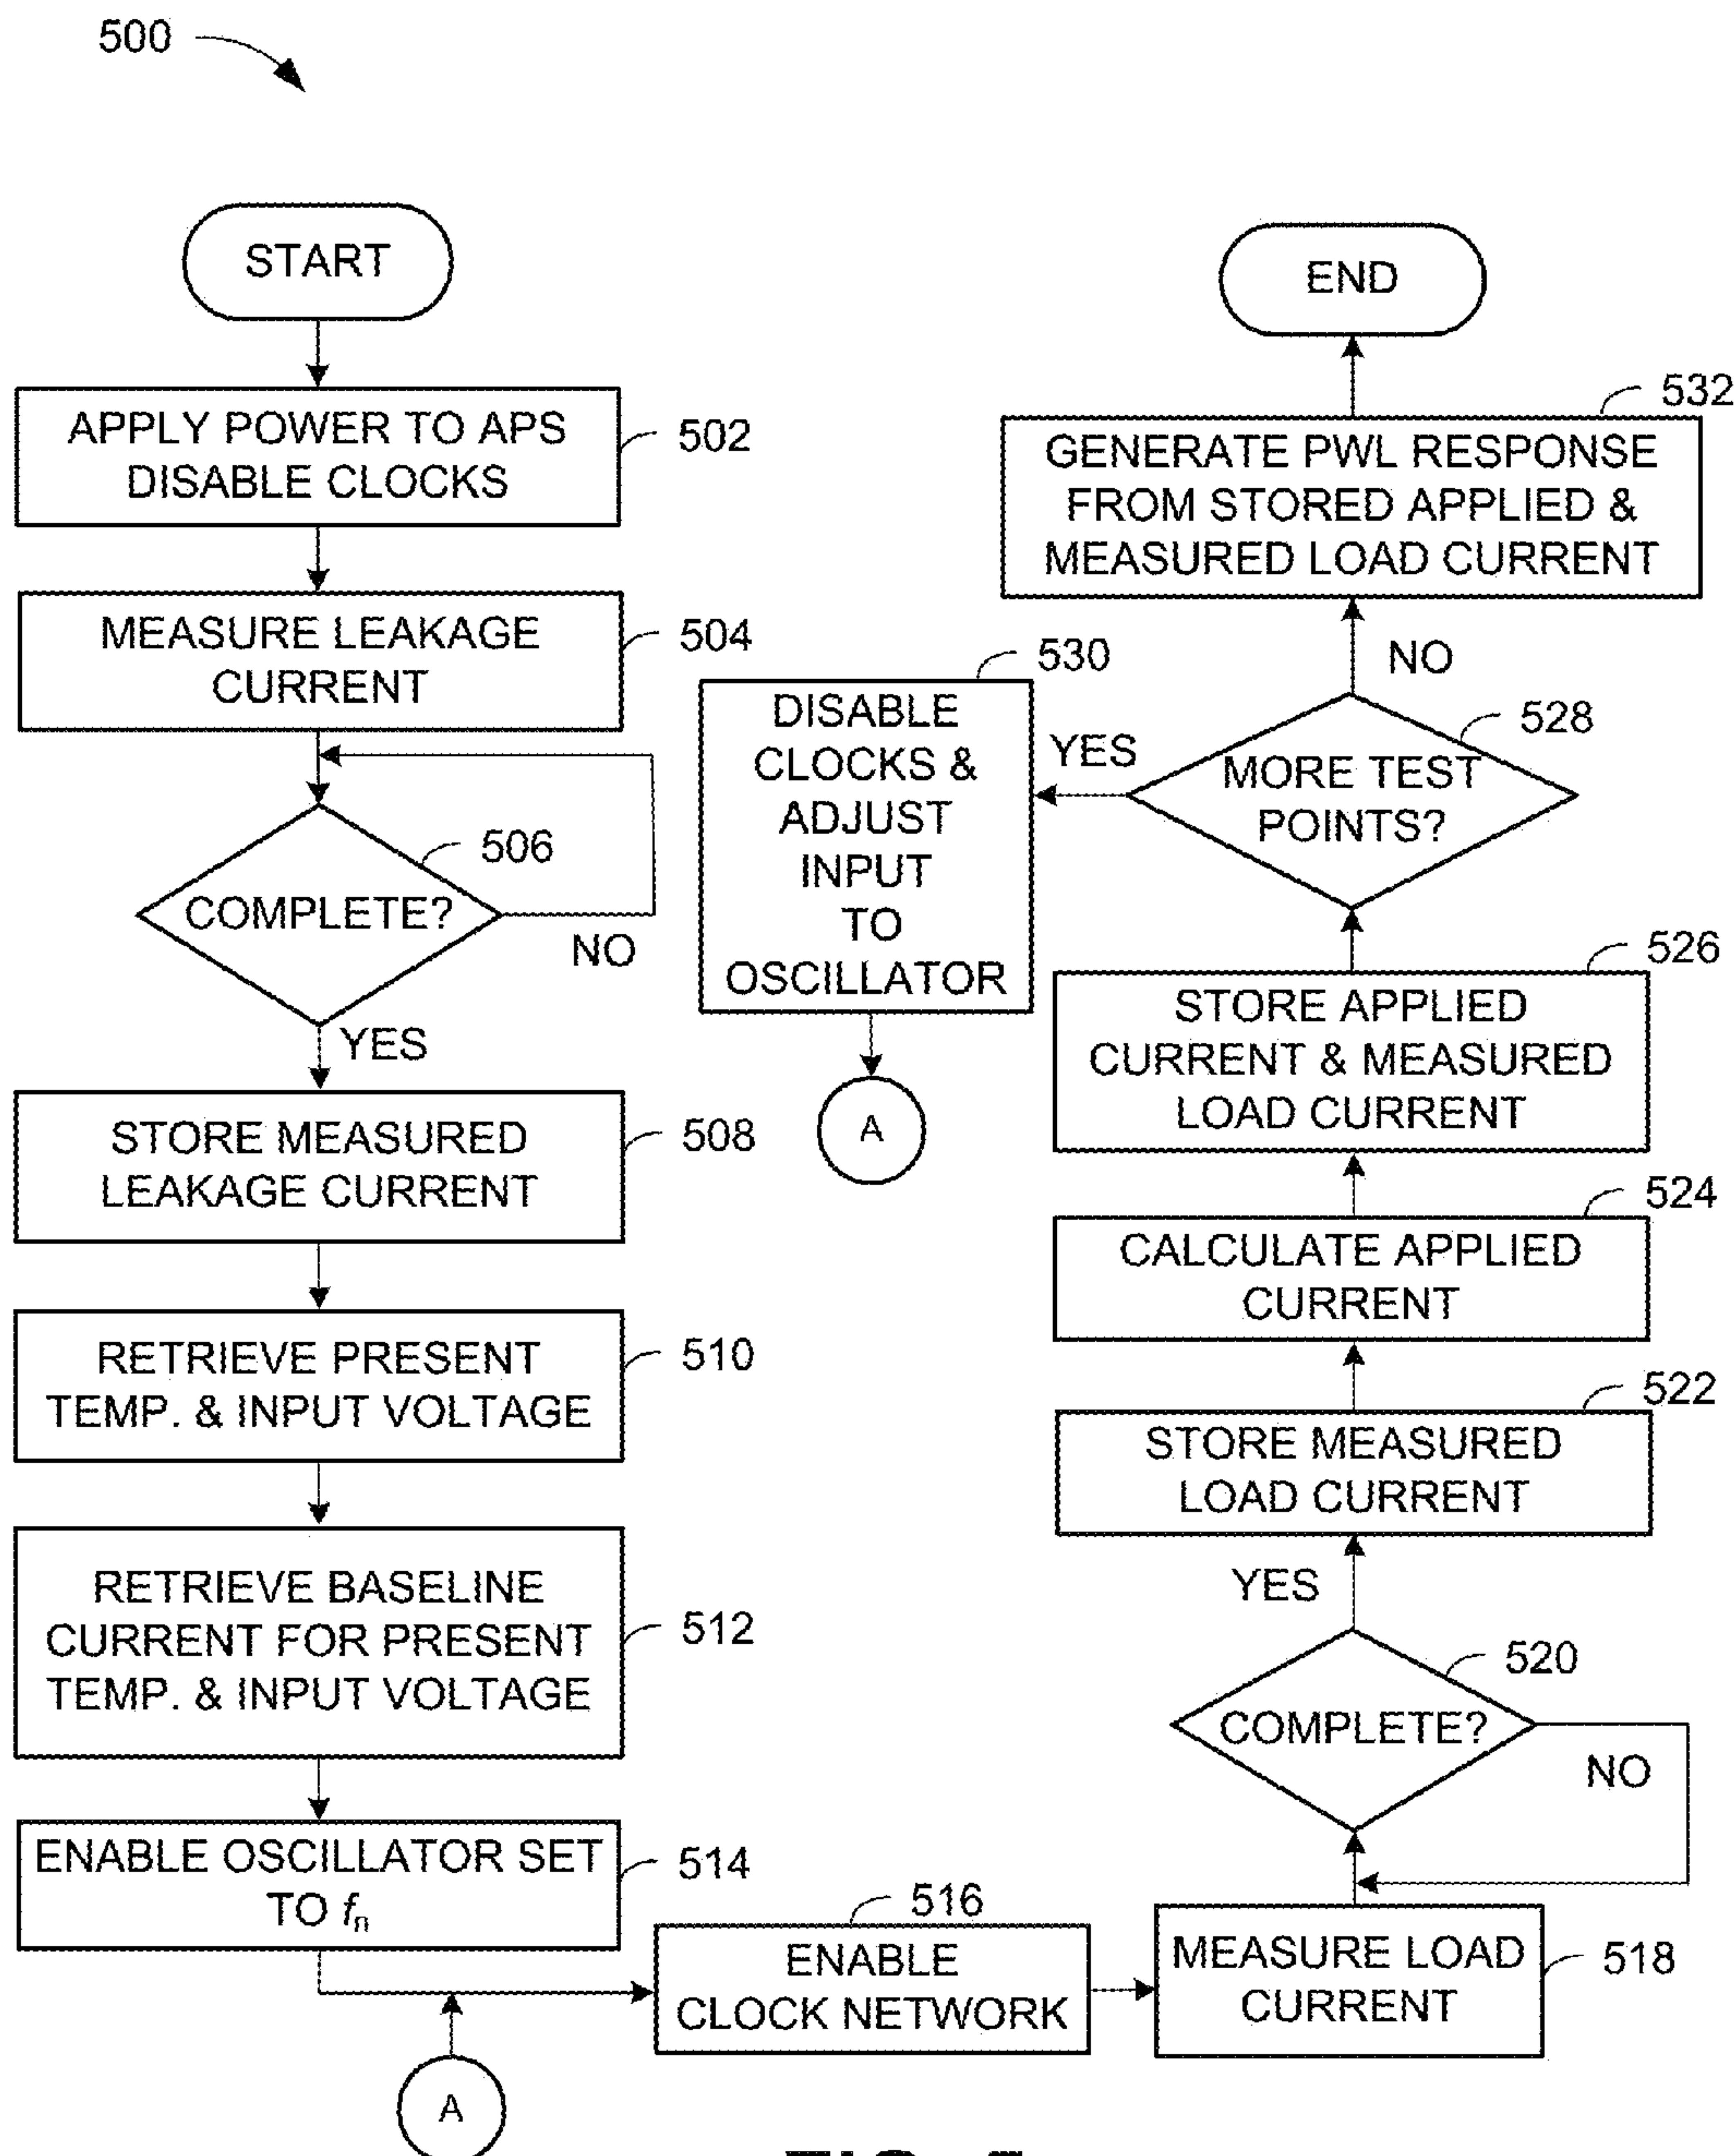 500
START
APPLY POWER TO APS
DISABLE CLOCKS
502
MEASURE LEAKAGE
CURRENT
504
COMPLETE?
506
NO
YES
STORE MEASURED
LEAKAGE CURRENT
508
RETRIEVE PRESENT
TEMP. & INPUT VOLTAGE
510
RETRIEVE BASELINE
CURRENT FOR PRESENT
TEMP. & INPUT VOLTAGE
512
ENABLE OSCILLATOR SET
TO fn
514
A
516
ENABLE
CLOCK NETWORK
MEASURE LOAD
CURRENT
518
COMPLETE?
520
NO
YES
STORE MEASURED
LOAD CURRENT
522
CALCULATE APPLIED
CURRENT
524
STORE APPLIED
CURRENT & MEASURED
LOAD CURRENT
526
MORE TEST
POINTS?
528
YES
530
DISABLE
CLOCKS &
ADJUST
INPUT
TO
OSCILLATOR
A
NO
532
GENERATE PWL RESPONSE
FROM STORED APPLIED &
MEASURED LOAD CURRENT
END